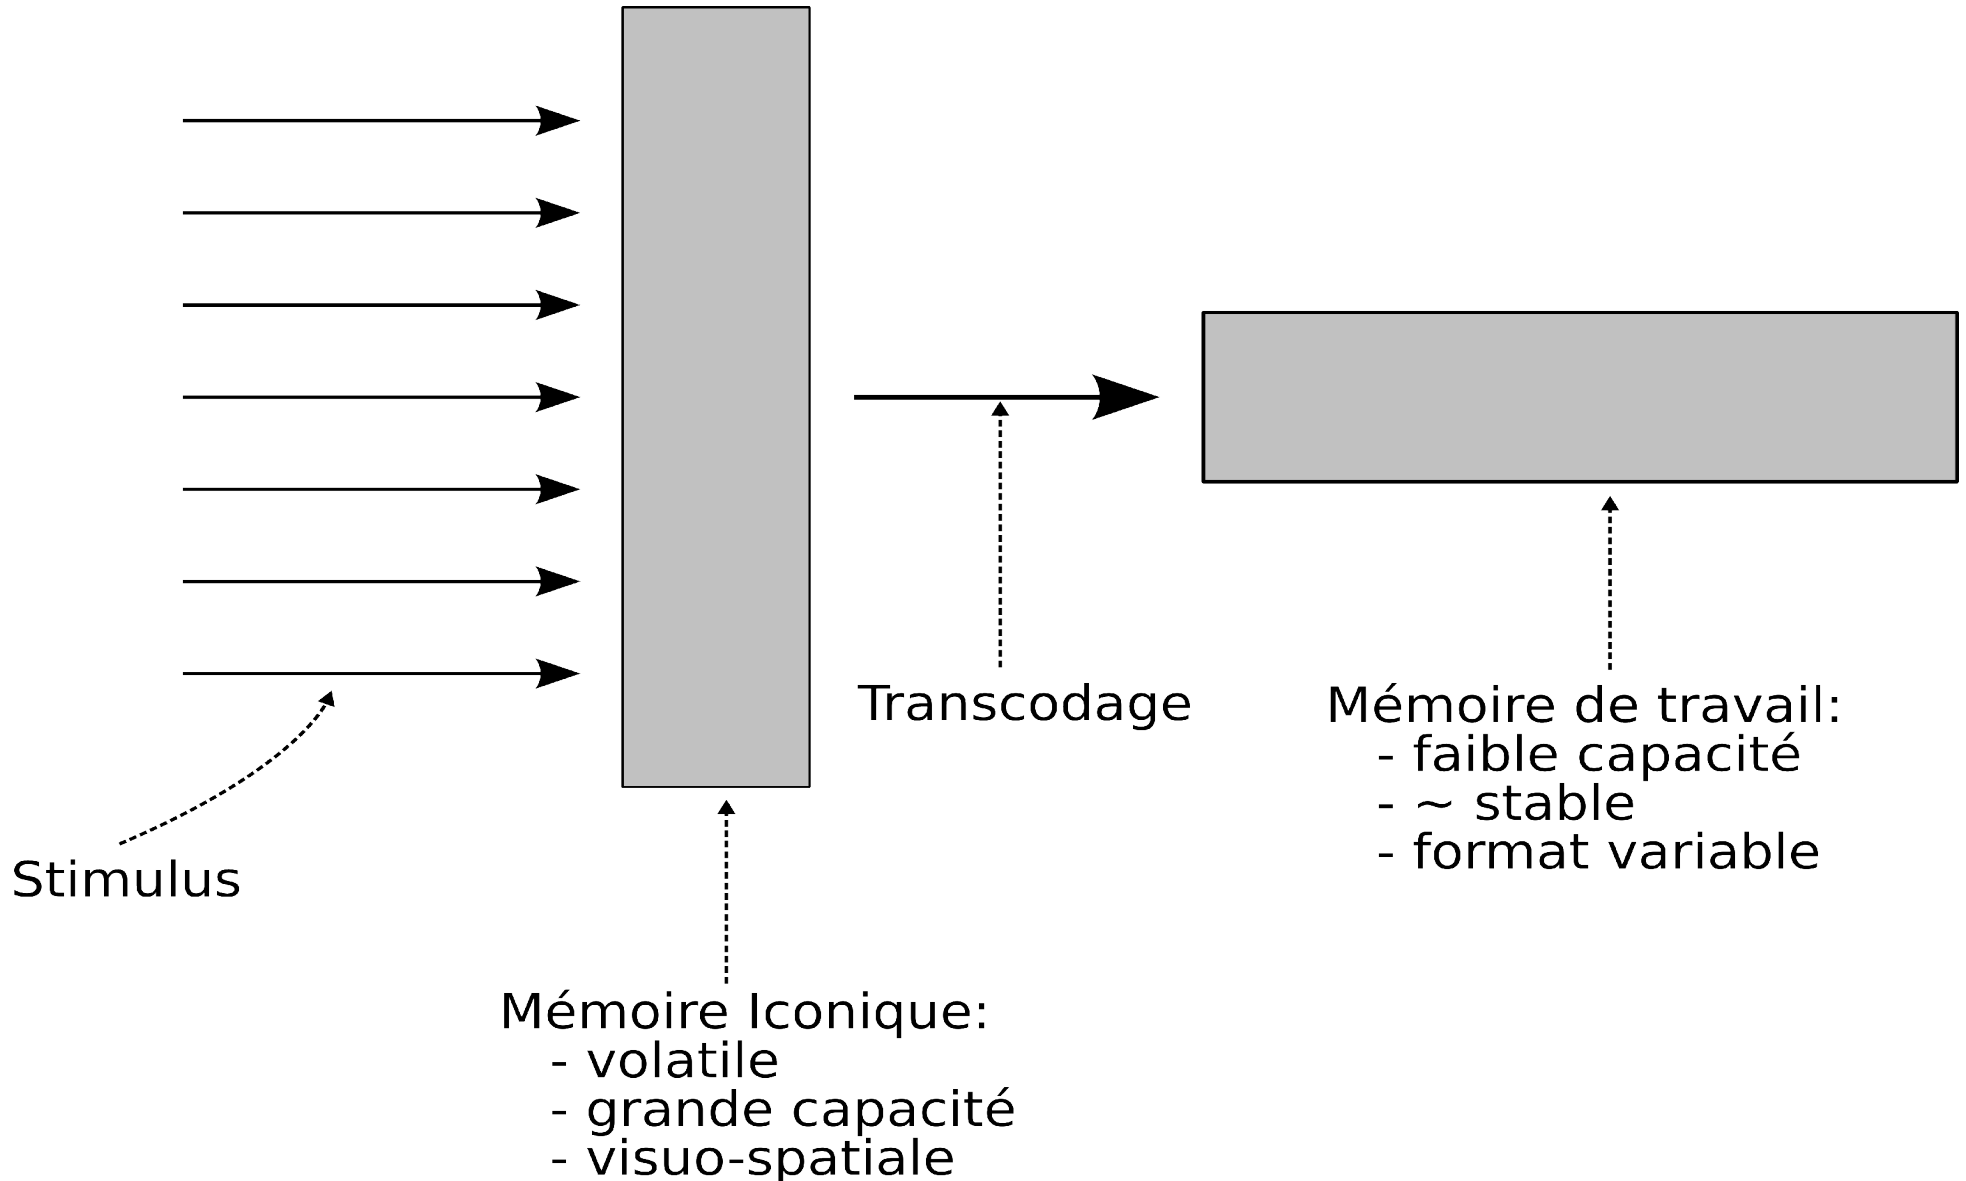 Stimulus
Mémoire Iconique:
- volatile
- grande capacité
- visuo-spatiale
Transcodage
Mémoire de travail:
- faible capacité
- ~ stable
- format variable